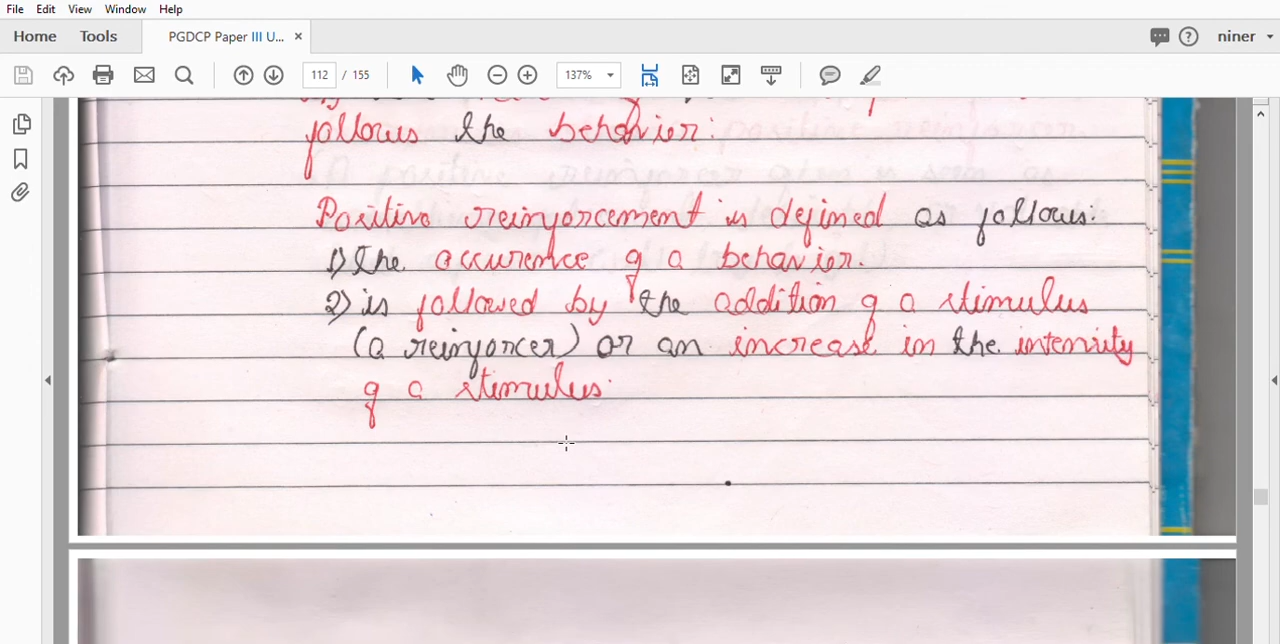 File Edit View Window Help
Home Tools PGDCP Paper III U... × niner
112 / 155 137%
follows the behavior:
Positive reinforcement is defined as follows:
1) the occurence of a behavior.
2) is followed by the addition of a stimulus
(a reinforcer) or an increase in the intensity
of a stimulus.